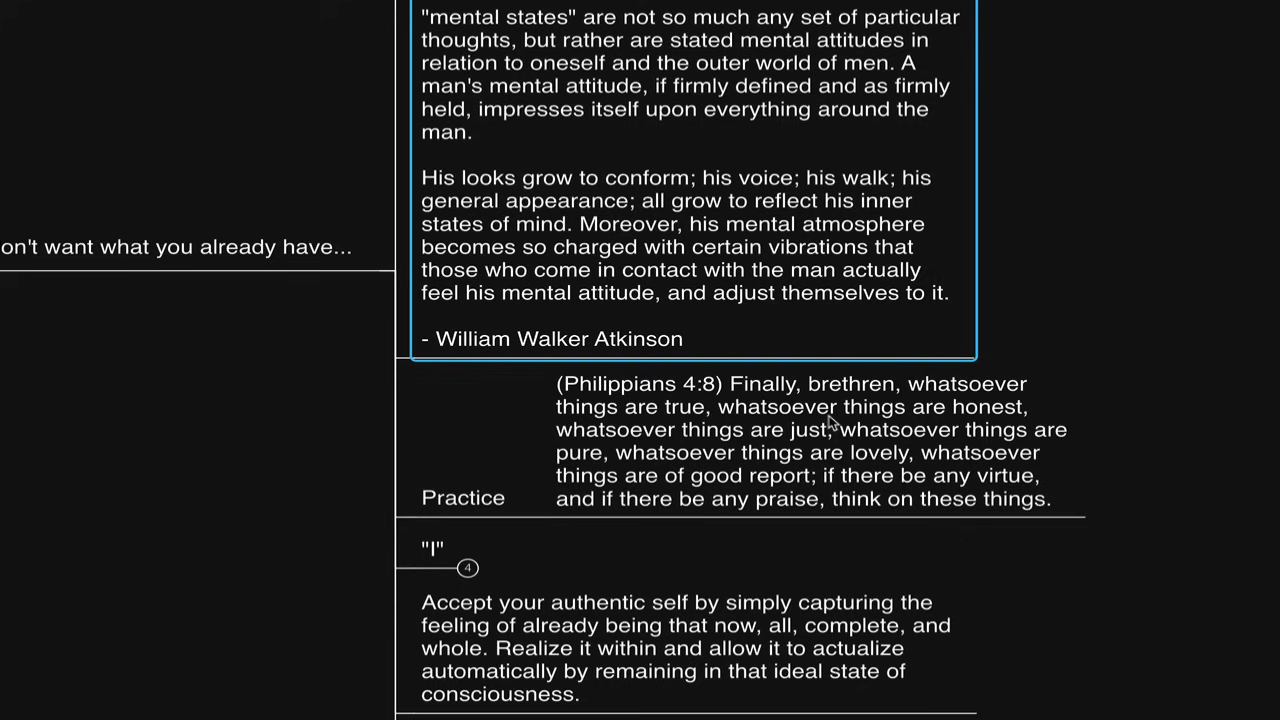 "mental states" are not so much any set of particular
thoughts, but rather are stated mental attitudes in
relation to oneself and the outer world of men. A
man's mental attitude, if firmly defined and as firmly
held, impresses itself upon everything around the
man.
His looks grow to conform; his voice; his walk; his
general appearance; all grow to reflect his inner
states of mind. Moreover, his mental atmosphere
becomes so charged with certain vibrations that
those who come in contact with the man actually
feel his mental attitude, and adjust themselves to it.
- William Walker Atkinson
on't want what you already have...
(Philippians 4:8) Finally, brethren, whatsoever
things are true, whatsoever things are honest,
whatsoever things are just, whatsoever things are
pure, whatsoever things are lovely, whatsoever
things are of good report; if there be any virtue,
and if there be any praise, think on these things.
Practice
"I"
4
Accept your authentic self by simply capturing the
feeling of already being that now, all, complete, and
whole. Realize it within and allow it to actualize
automatically by remaining in that ideal state of
consciousness.